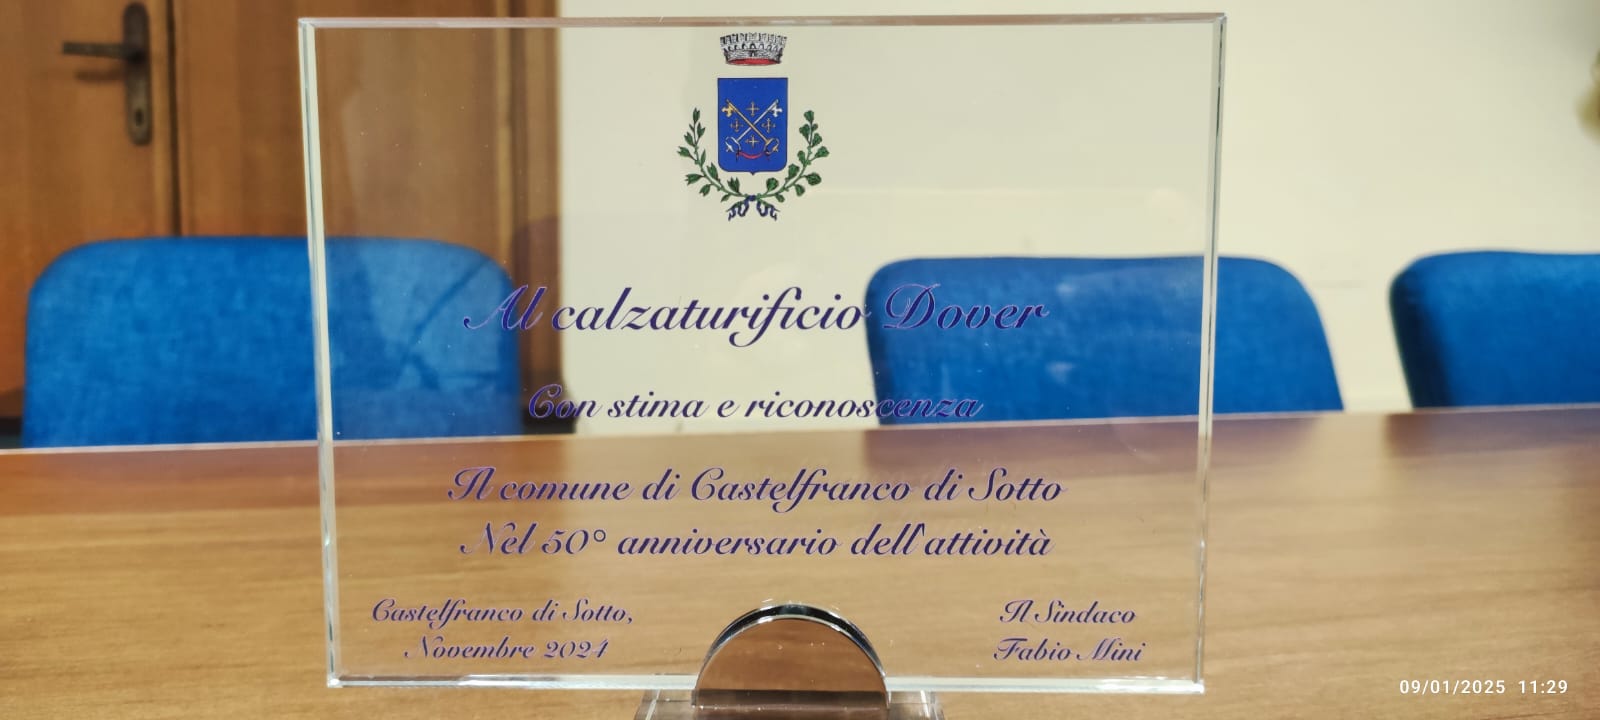 Al calzaturificio Dover
Con stima e riconoscenza
Il comune di Castelfranco di Sotto
Nel 50° anniversario dell'attività
Castelfranco di Sotto,
Novembre 2024
Il Sindaco
Fabio Mini
09/01/2025 11:29